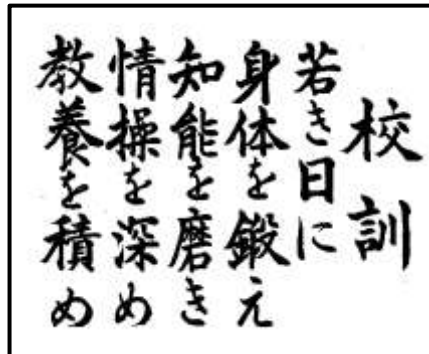 校訓
若き日に
身体を鍛え
知能を磨き
情操を深め
教養を積め